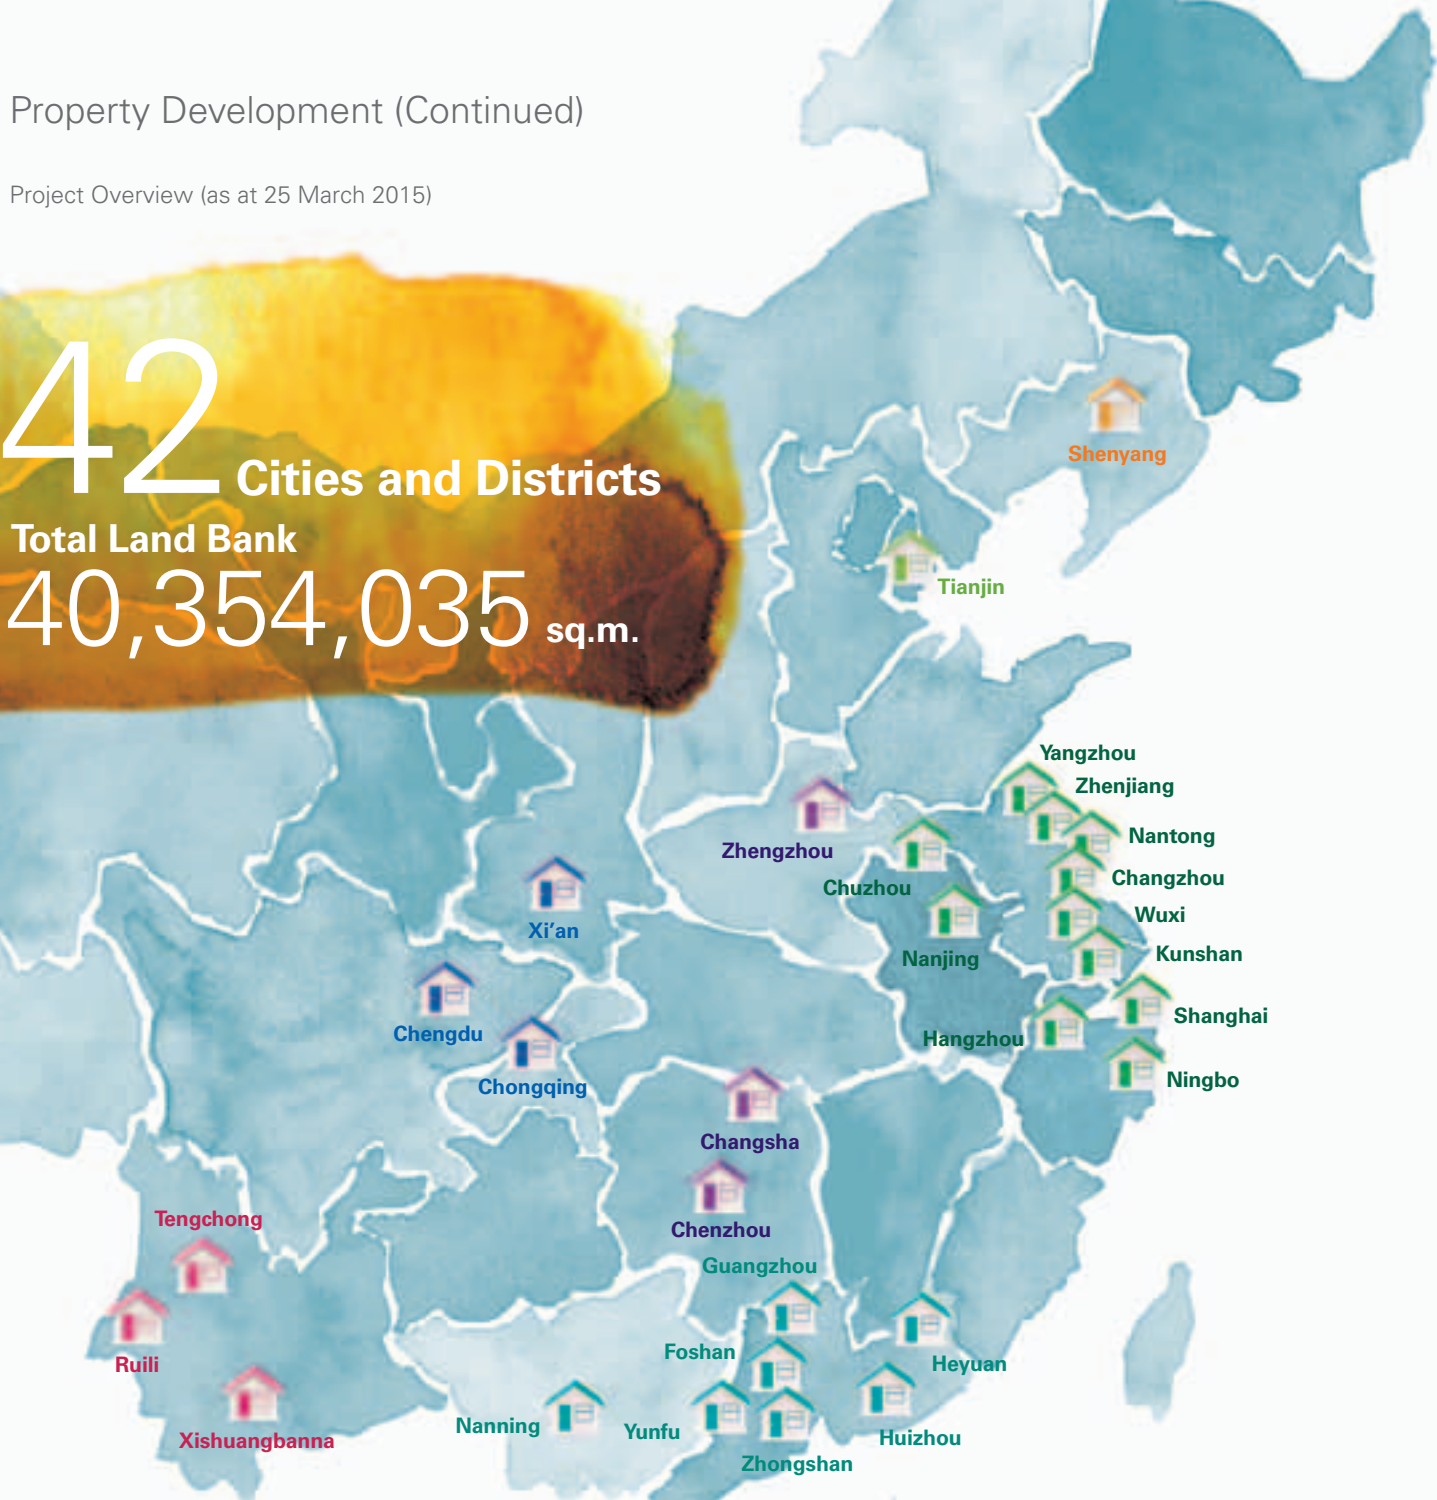 Property Development (Continued)
Project Overview (as at 25 March 2015)
42 Cities and Districts
Total Land Bank
40,354,035 sq.m.
Shenyang
Tianjin
Yangzhou
Zhenjiang
Nantong
Zhengzhou
Changzhou
Chuzhou
Wuxi
Xi’an
Kunshan
Nanjing
Shanghai
Chengdu
Hangzhou
Ningbo
Chongqing
Changsha
Tengchong
Chenzhou
Guangzhou
Foshan
Heyuan
Ruili
Nanning
Yunfu
Huizhou
Xishuangbanna
Zhongshan